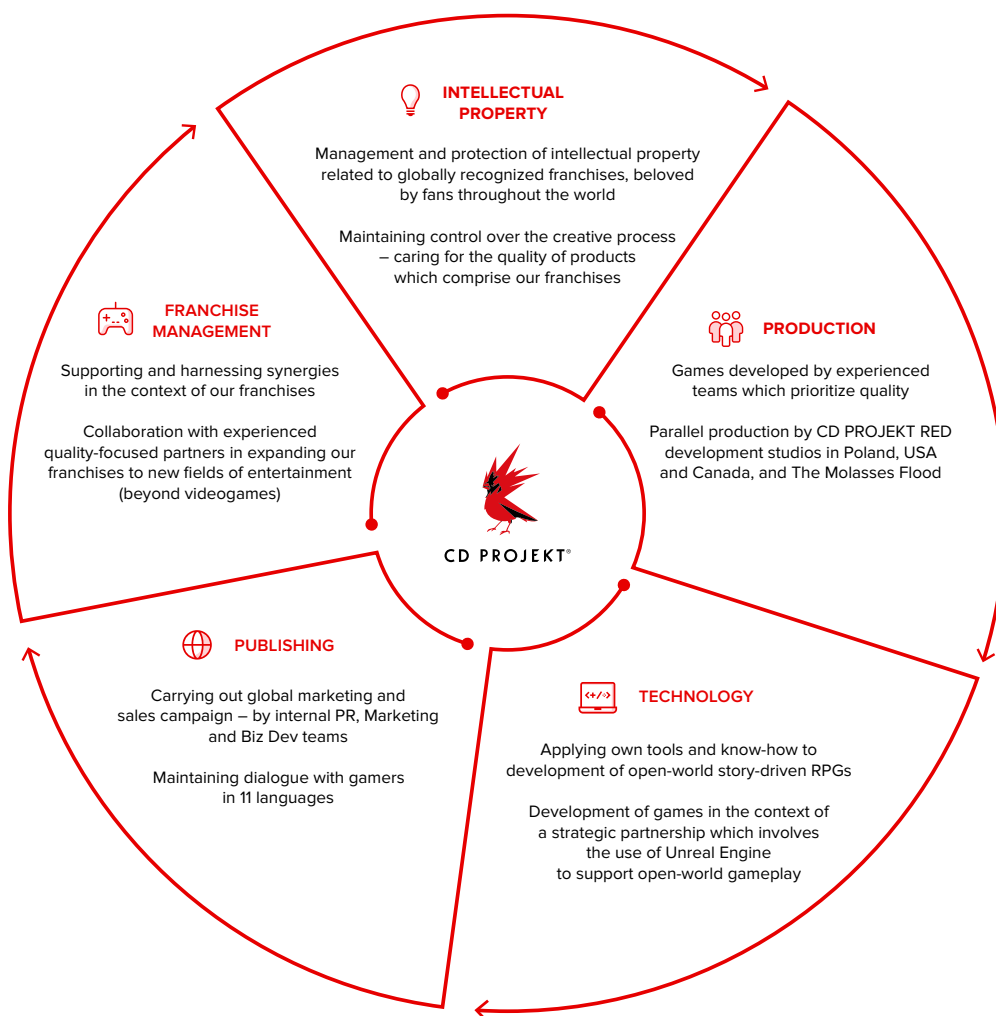 INTELLECTUAL
PROPERTY
Management and protection of intellectual property
related to globally recognized franchises, beloved
by fans throughout the world
Maintaining control over the creative process
– caring for the quality of products
which comprise our franchises
PRODUCTION
Games developed by experienced
teams which prioritize quality
Parallel production by CD PROJEKT RED
development studios in Poland, USA
and Canada, and The Molasses Flood
TECHNOLOGY
<+/->
Applying own tools and know-how to
development of open-world story-driven RPGs
Development of games in the context of
a strategic partnership which involves
the use of Unreal Engine
to support open-world gameplay
PUBLISHING
Carrying out global marketing and
sales campaign – by internal PR, Marketing
and Biz Dev teams
Maintaining dialogue with gamers
in 11 languages
FRANCHISE
MANAGEMENT
Supporting and harnessing synergies
in the context of our franchises
Collaboration with experienced
quality-focused partners in expanding our
franchises to new fields of entertainment
(beyond videogames)
CD PROJEKT®